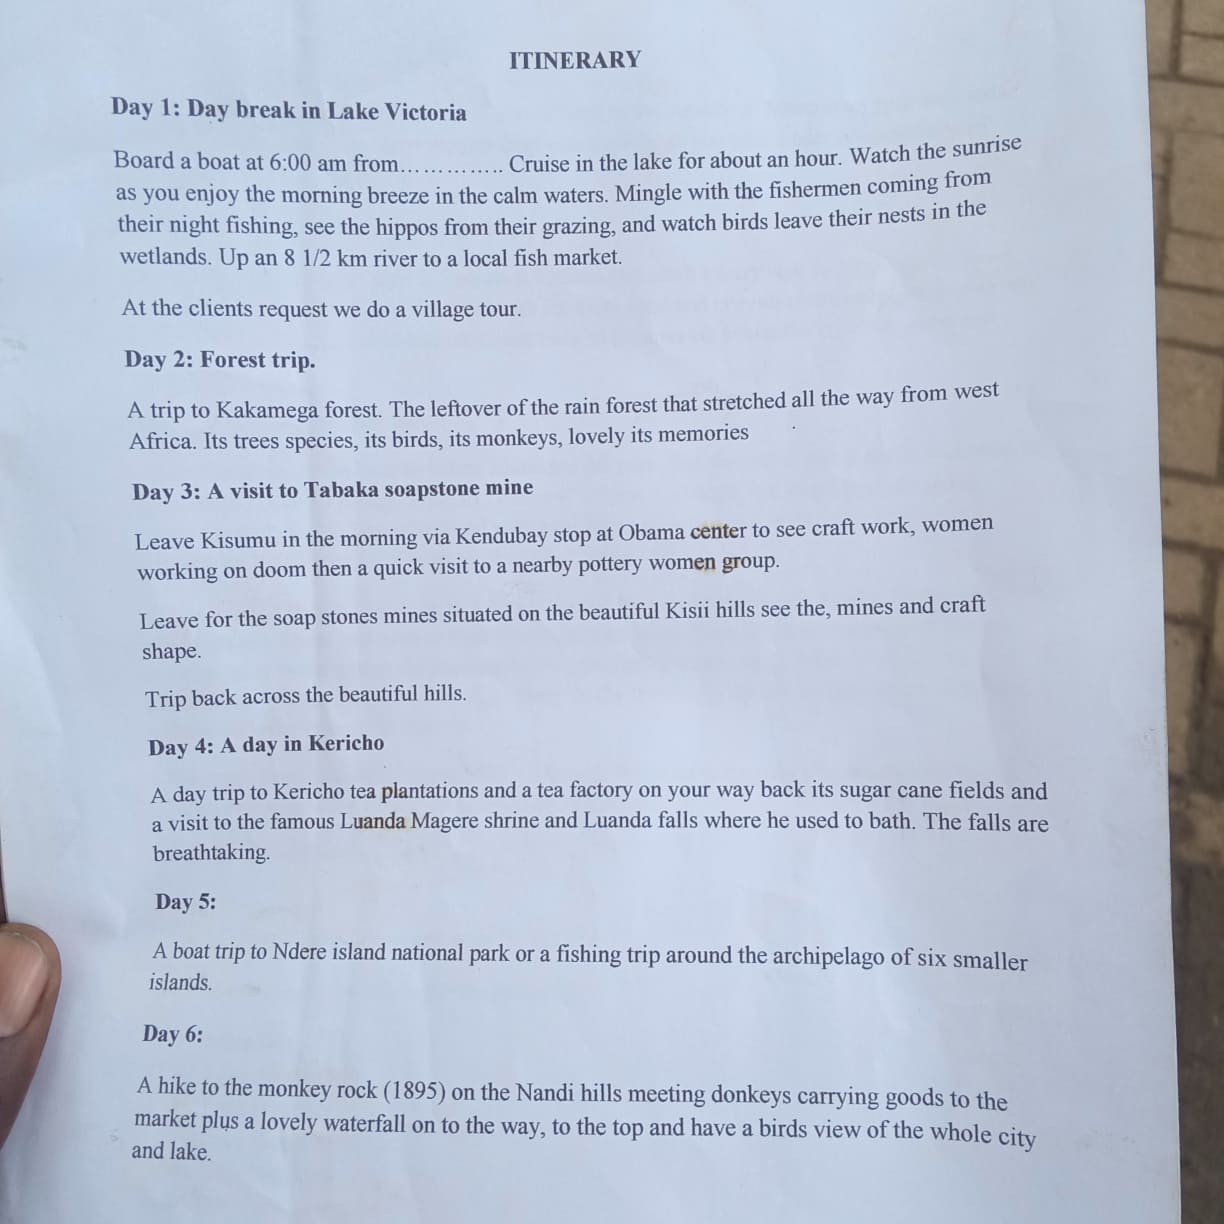 ITINERARY
Day 1: Day break in Lake Victoria
Board a boat at 6:00 am from………….. Cruise in the lake for about an hour. Watch the sunrise
as you enjoy the morning breeze in the calm waters. Mingle with the fishermen coming from
their night fishing, see the hippos from their grazing, and watch birds leave their nests in the
wetlands. Up an 8 1/2 km river to a local fish market.
At the clients request we do a village tour.
Day 2: Forest trip.
A trip to Kakamega forest. The leftover of the rain forest that stretched all the way from west
Africa. Its trees species, its birds, its monkeys, lovely its memories
Day 3: A visit to Tabaka soapstone mine
Leave Kisumu in the morning via Kendubay stop at Obama center to see craft work, women
working on doom then a quick visit to a nearby pottery women group.
Leave for the soap stones mines situated on the beautiful Kisii hills see the, mines and craft
shape.
Trip back across the beautiful hills.
Day 4: A day in Kericho
A day trip to Kericho tea plantations and a tea factory on your way back its sugar cane fields and
a visit to the famous Luanda Magere shrine and Luanda falls where he used to bath. The falls are
breathtaking.
Day 5:
A boat trip to Ndere island national park or a fishing trip around the archipelago of six smaller
islands.
Day 6:
A hike to the monkey rock (1895) on the Nandi hills meeting donkeys carrying goods to the
market plus a lovely waterfall on to the way, to the top and have a birds view of the whole city
and lake.